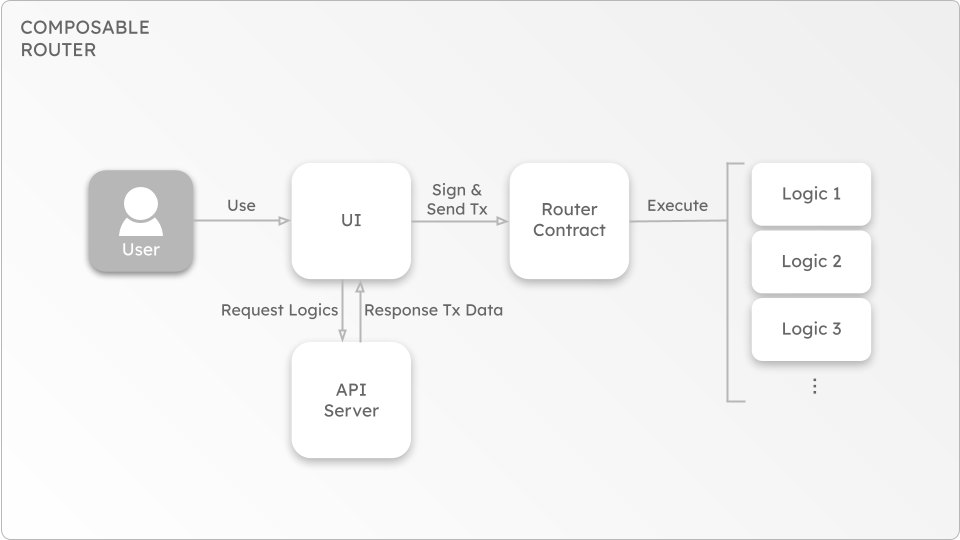 COMPOSABLE
ROUTER
User
Use
UI
Sign &
Send Tx
Router
Contract
Execute
Logic 1
Logic 2
Logic 3
⋮
Request Logics
Response Tx Data
API
Server